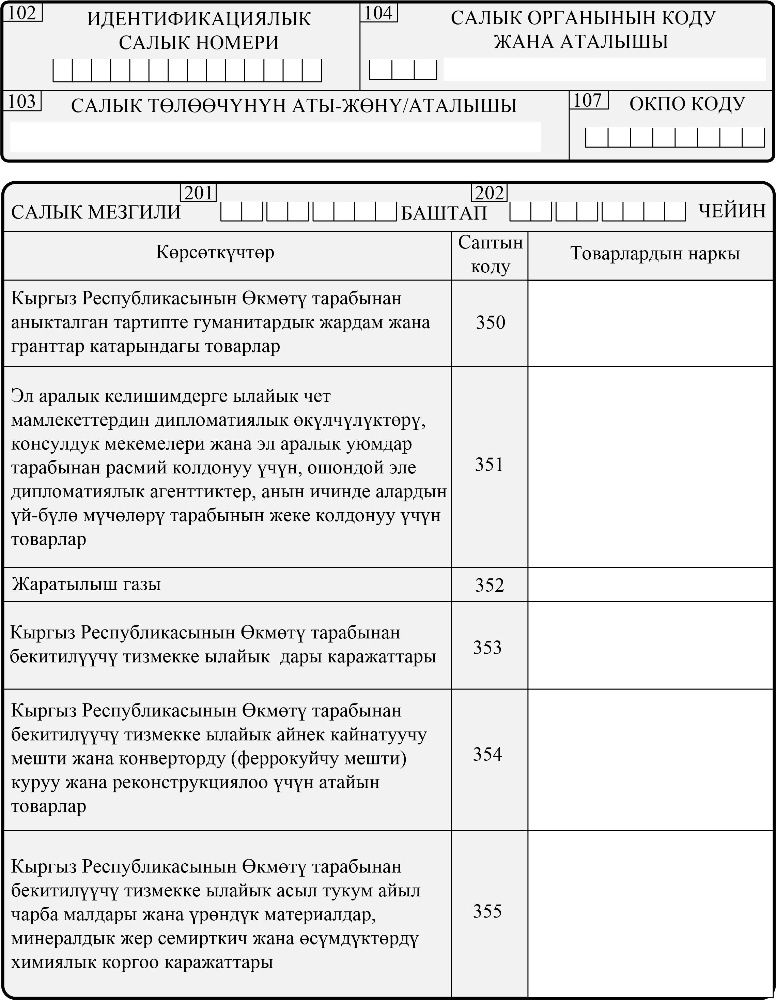 102
ИДЕНТИФИКАЦИЯЛЫК
САЛЫК НОМЕРИ
104
САЛЫК ОРГАНЫНЫН КОДУ
ЖАНА АТАЛЫШЫ
103
САЛЫК ТӨЛӨӨЧҮНҮН АТЫ-ЖӨНҮ/АТАЛЫШЫ
107
ОКПО КОДУ
САЛЫК МЕЗГИЛИ
201
БАШТАП
202
ЧЕЙИН
Көрсөткүчтөр
Саптын
коду
Товарлардын наркы
Кыргыз Республикасынын Өкмөтү тарабынан
аныкталган тартипте гуманитардык жардам жана
гранттар катарындагы товарлар
350
Эл аралык келишимдерге ылайык чет
мамлекеттердин дипломатиялык өкүлчүлүктөрү,
консулдук мекемелери жана эл аралык уюмдар
тарабынан расмий колдонуу үчүн, ошондой эле
дипломатиялык агенттиктер, анын ичинде алардын
үй-бүлө мүчөлөрү тарабынын жеке колдонуу үчүн
товарлар
351
Жаратылыш газы
352
Кыргыз Республикасынын Өкмөтү тарабынан
бекитилүүчү тизмекке ылайык  дары каражаттары
353
Кыргыз Республикасынын Өкмөтү тарабынан
бекитилүүчү тизмекке ылайык айнек кайнатуучу
мешти жана конверторду (феррокуйчу мешти)
куруу жана реконструкциялоо үчүн атайын
товарлар
354
Кыргыз Республикасынын Өкмөтү тарабынан
бекитилүүчү тизмекке ылайык асыл тукум айыл
чарба малдары жана үрөндүк материалдар,
минералдык жер семирткич жана өсүмдүктөрдү
химиялык коргоо каражаттары
355